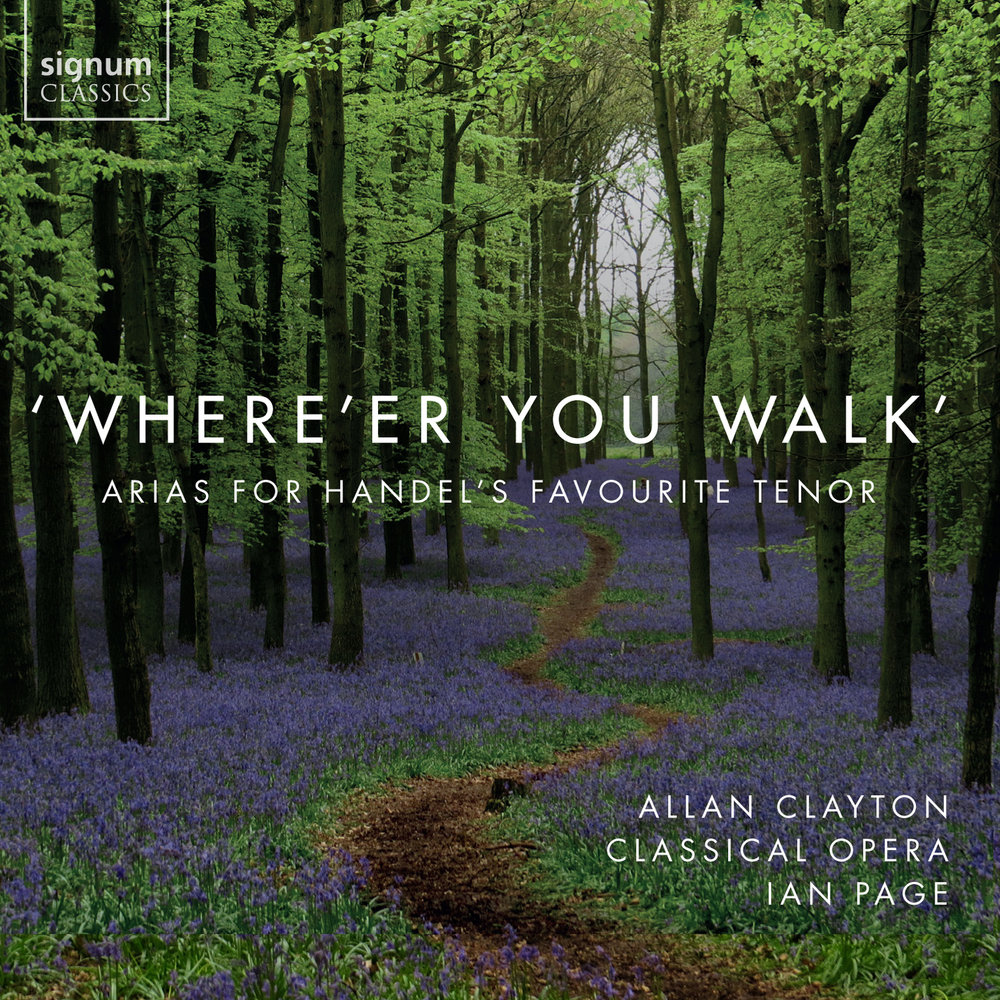 signum
CLASSICS
‘WHERE’ER YOU WALK’
ARIAS FOR HANDEL’S FAVOURITE TENOR
ALLAN CLAYTON
CLASSICAL OPERA
IAN PAGE